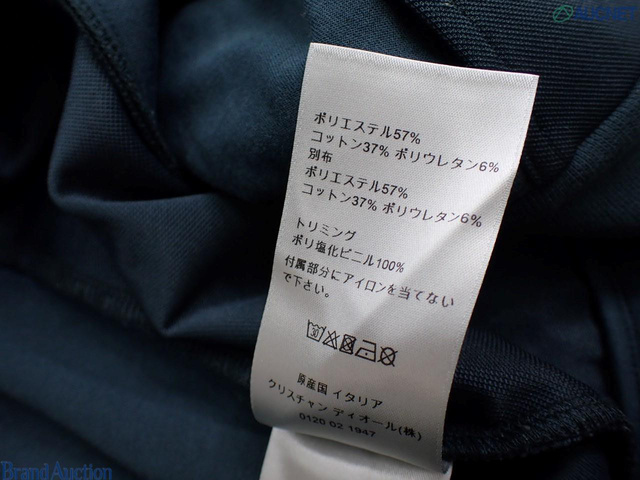 ポリエステル57%
コットン37% ポリウレタン6%
別布
ポリエステル57%
コットン37% ポリウレタン6%
トリミング
ポリ塩化ビニル100%
付属部分にアイロンを当てない
で下さい。
30
原産国 イタリア
クリスチャン ディオール(株)
0120 02 1947
Brand Auction